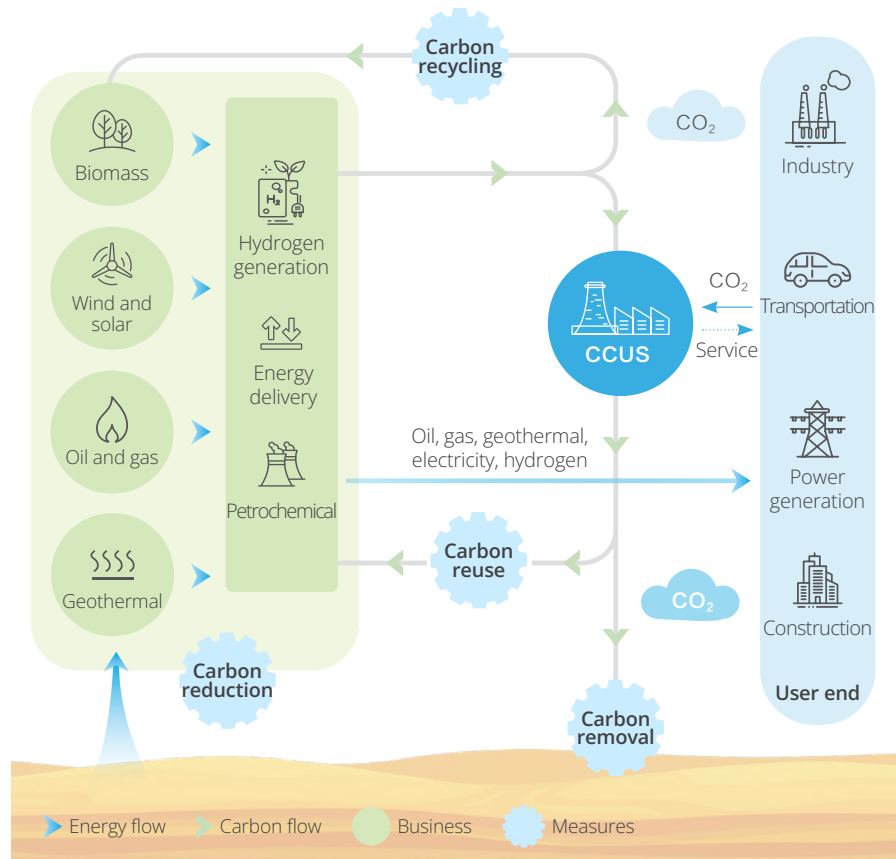 Carbon
recycling
CO₂
Biomass
Industry
H₂
Hydrogen
generation
Wind and
solar
CO₂
Transportation
Service
CCUS
Energy
delivery
Oil and gas
Oil, gas, geothermal,
electricity, hydrogen
Power
generation
Petrochemical
Carbon
reuse
Geothermal
CO₂
Construction
Carbon
reduction
User end
Carbon
removal
Energy flow
Carbon flow
Business
Measures